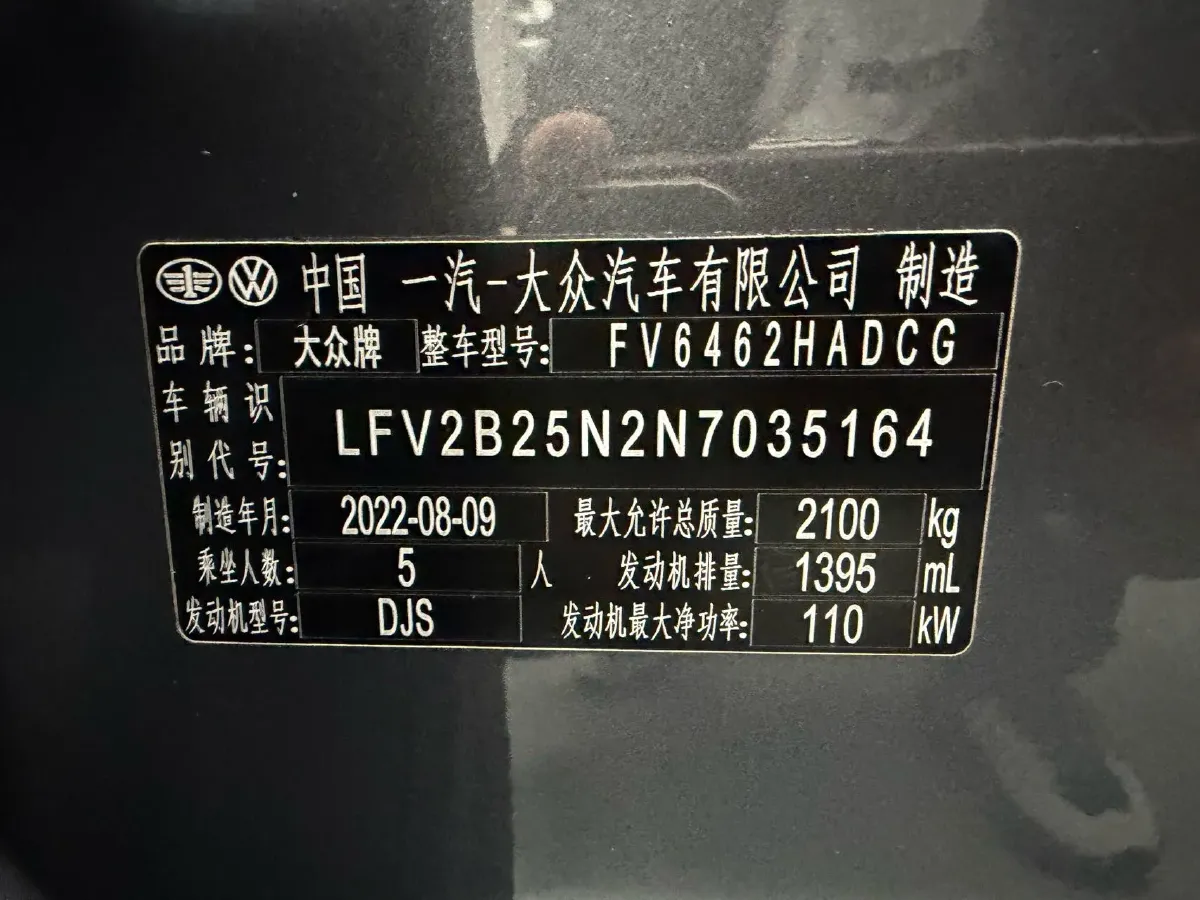 中国 一汽-大众汽车有限公司 制造
品牌: 大众牌 整车型号: FV6462HADCG
车辆识别代号: LFV2B25N2N7035164
制造年月: 2022-08-09 最大允许总质量: 2100 kg
乘坐人数: 5 人 发动机排量: 1395 mL
发动机型号: DJS 发动机最大净功率: 110 kW